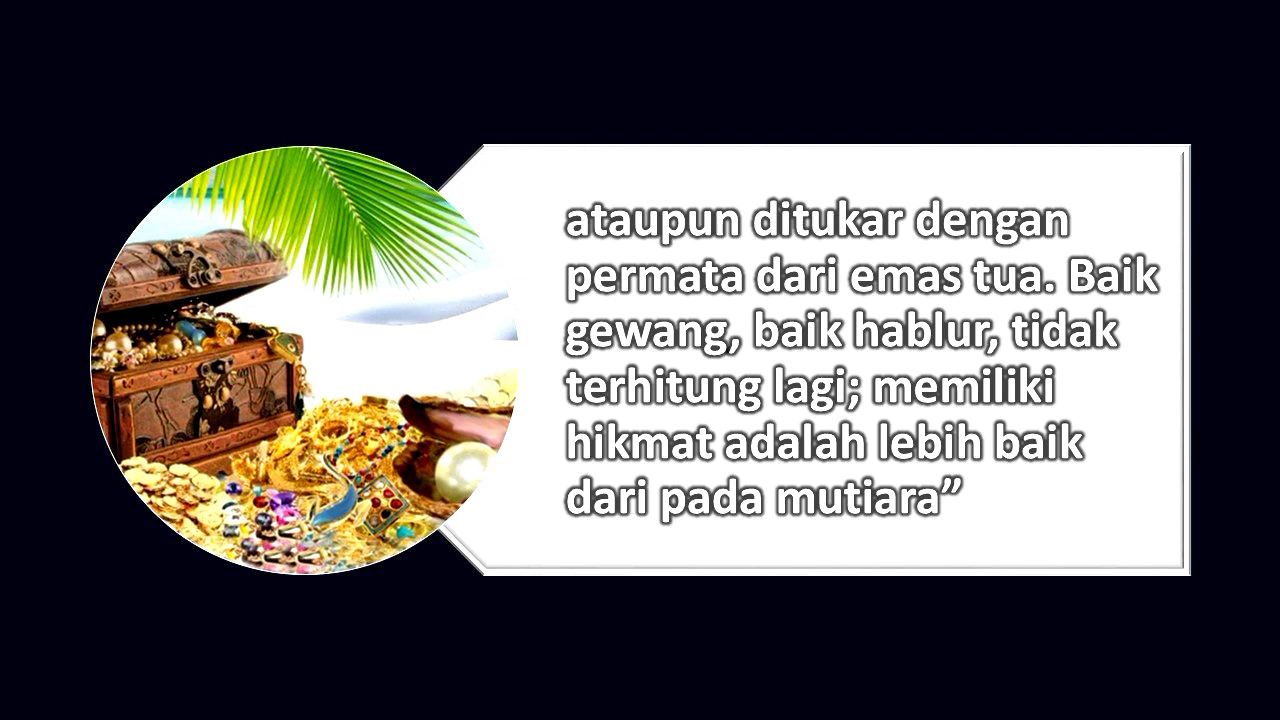 ataupun ditukar dengan
permata dari emas tua. Baik
gewang, baik hablur, tidak
terhitung lagi; memiliki
hikmat adalah lebih baik
dari pada mutiara”